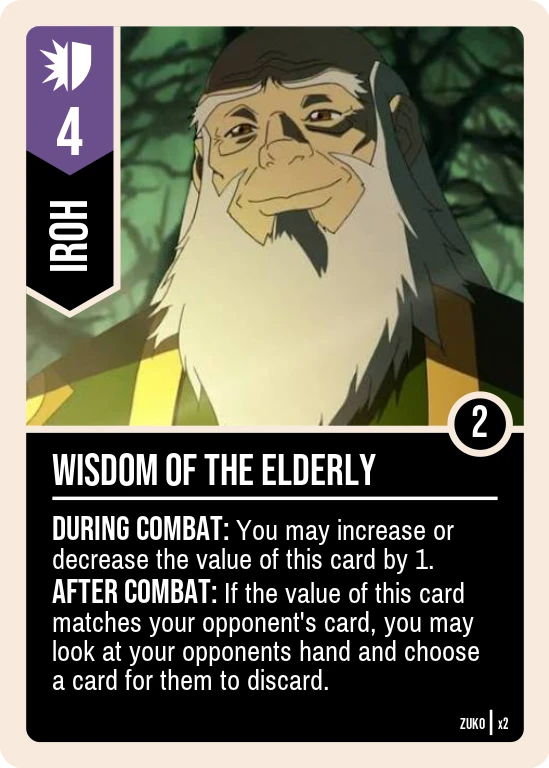 4
IROH
2
WISDOM OF THE ELDERLY
DURING COMBAT: You may increase or
decrease the value of this card by 1.
AFTER COMBAT: If the value of this card
matches your opponent's card, you may
look at your opponents hand and choose
a card for them to discard.
ZUKO | x2